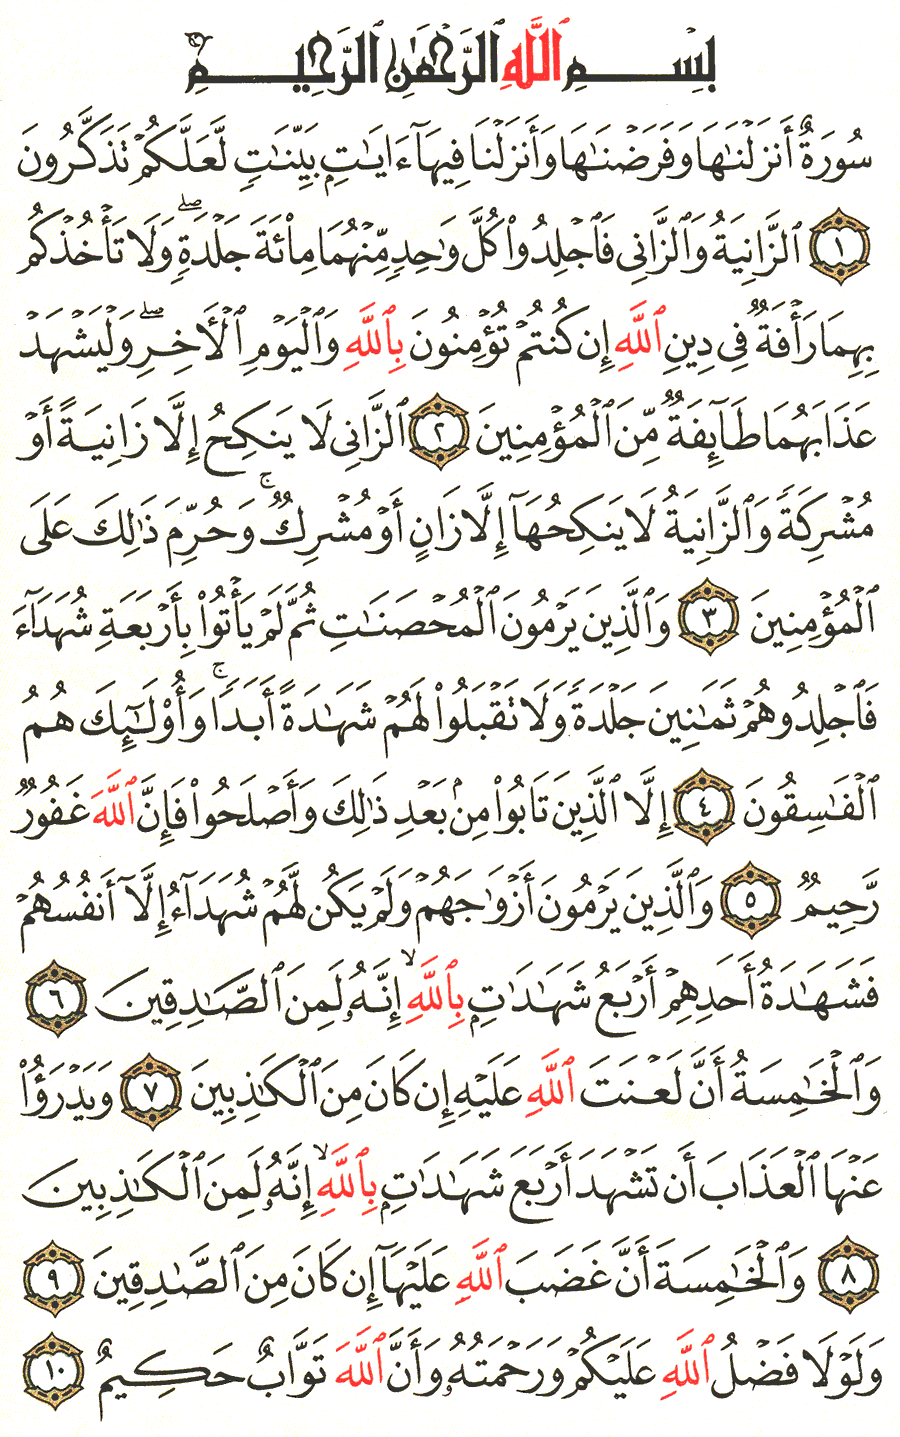 بِسْمِ ٱللَّهِ ٱلرَّحْمَٰنِ ٱلرَّحِيمِ
سُورَةٌ أَنزَلْنَٰهَا وَفَرَضْنَٰهَا وَأَنزَلْنَا فِيهَآ ءَايَٰتٍۭ بَيِّنَٰتٍ لَّعَلَّكُمْ تَذَكَّرُونَ
١ ٱلزَّانِيَةُ وَٱلزَّانِى فَٱجْلِدُوا۟ كُلَّ وَٰحِدٍ مِّنْهُمَا مِا۟ئَةَ جَلْدَةٍ ۖ وَلَا تَأْخُذْكُم
بِهِمَا رَأْفَةٌ فِى دِينِ ٱللَّهِ إِن كُنتُمْ تُؤْمِنُونَ بِٱللَّهِ وَٱلْيَوْمِ ٱلْءَاخِرِ ۖ وَلْيَشْهَدْ
عَذَابَهُمَا طَآئِفَةٌ مِّنَ ٱلْمُؤْمِنِينَ ٢ ٱلزَّانِى لَا يَنكِحُ إِلَّا زَانِيَةً أَوْ
مُشْرِكَةً وَٱلزَّانِيَةُ لَا يَنكِحُهَآ إِلَّا زَانٍ أَوْ مُشْرِكٌ ۚ وَحُرِّمَ ذَٰلِكَ عَلَى
ٱلْمُؤْمِنِينَ ٣ وَٱلَّذِينَ يَرْمُونَ ٱلْمُحْصَنَٰتِ ثُمَّ لَمْ يَأْتُوا۟ بِأَرْبَعَةِ شُهَدَآءَ
فَٱجْلِدُوهُمْ ثَمَٰنِينَ جَلْدَةً وَلَا تَقْبَلُوا۟ لَهُمْ شَهَٰدَةً أَبَدًا ۚ وَأُو۟لَٰٓئِكَ هُمُ
ٱلْفَٰسِقُونَ ٤ إِلَّا ٱلَّذِينَ تَابُوا۟ مِنۢ بَعْدِ ذَٰلِكَ وَأَصْلَحُوا۟ فَإِنَّ ٱللَّهَ غَفُورٌ
رَّحِيمٌ ٥ وَٱلَّذِينَ يَرْمُونَ أَزْوَٰجَهُمْ وَلَمْ يَكُن لَّهُمْ شُهَدَآءُ إِلَّآ أَنفُسُهُمْ
فَشَهَٰدَةُ أَحَدِهِمْ أَرْبَعُ شَهَٰدَٰتٍۭ بِٱللَّهِ ۙ إِنَّهُۥ لَمِنَ ٱلصَّٰدِقِينَ ٦
وَٱلْخَٰمِسَةُ أَنَّ لَعْنَتَ ٱللَّهِ عَلَيْهِ إِن كَانَ مِنَ ٱلْكَٰذِبِينَ ٧ وَيَدْرَؤُا۟
عَنْهَا ٱلْعَذَابَ أَن تَشْهَدَ أَرْبَعَ شَهَٰدَٰتٍۭ بِٱللَّهِ ۙ إِنَّهُۥ لَمِنَ ٱلْكَٰذِبِينَ
٨ وَٱلْخَٰمِسَةَ أَنَّ غَضَبَ ٱللَّهِ عَلَيْهَآ إِن كَانَ مِنَ ٱلصَّٰدِقِينَ ٩
وَلَوْلَا فَضْلُ ٱللَّهِ عَلَيْكُمْ وَرَحْمَتُهُۥ وَأَنَّ ٱللَّهَ تَوَّابٌ حَكِيمٌ ١٠